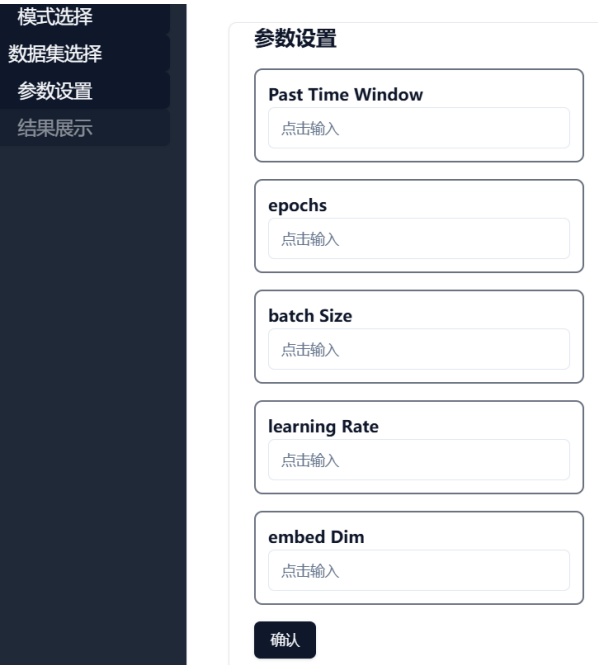 模式选择
数据集选择
参数设置
结果展示
参数设置
Past Time Window
点击输入
epochs
点击输入
batch Size
点击输入
learning Rate
点击输入
embed Dim
点击输入
确认